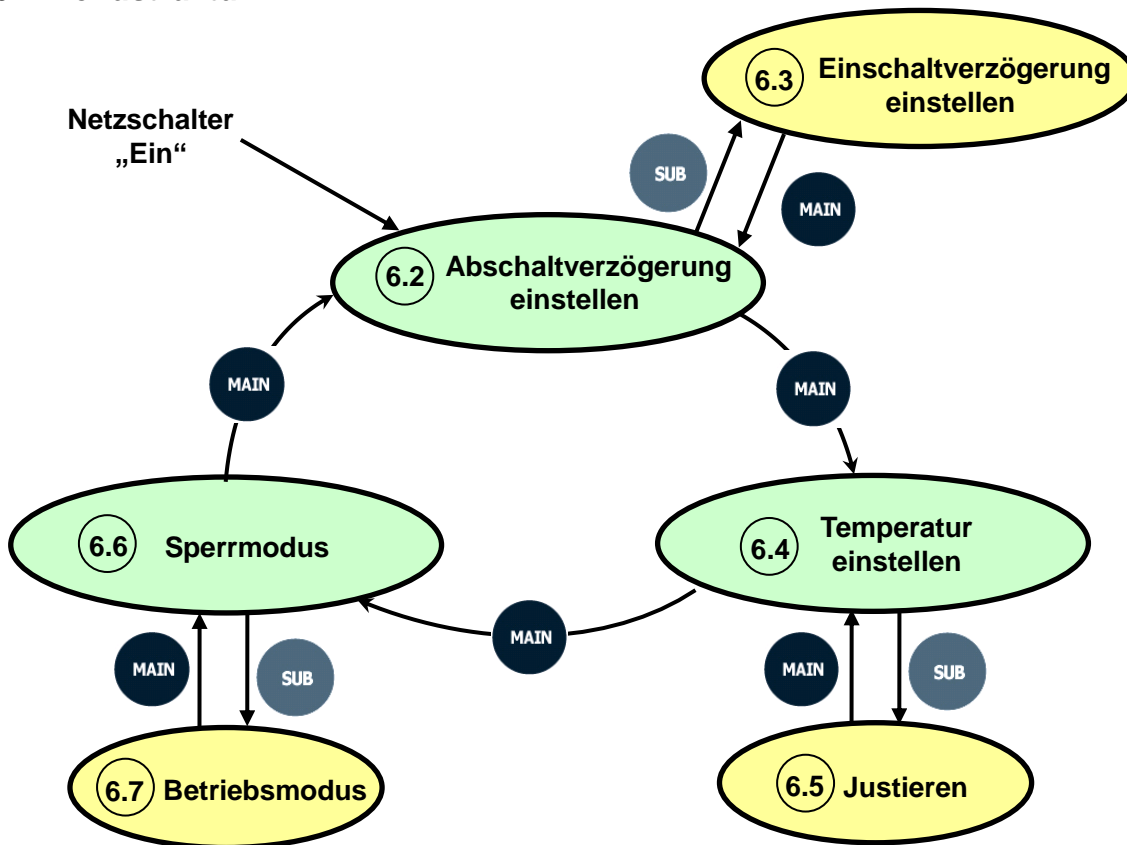 6.3 Einschaltverzögerung
einstellen
Netzschalter
„Ein“
SUB
MAIN
6.2 Abschaltverzögerung
einstellen
MAIN
MAIN
6.6 Sperrmodus
6.4 Temperatur
einstellen
MAIN
MAIN
SUB
MAIN
SUB
6.7 Betriebsmodus
6.5 Justieren